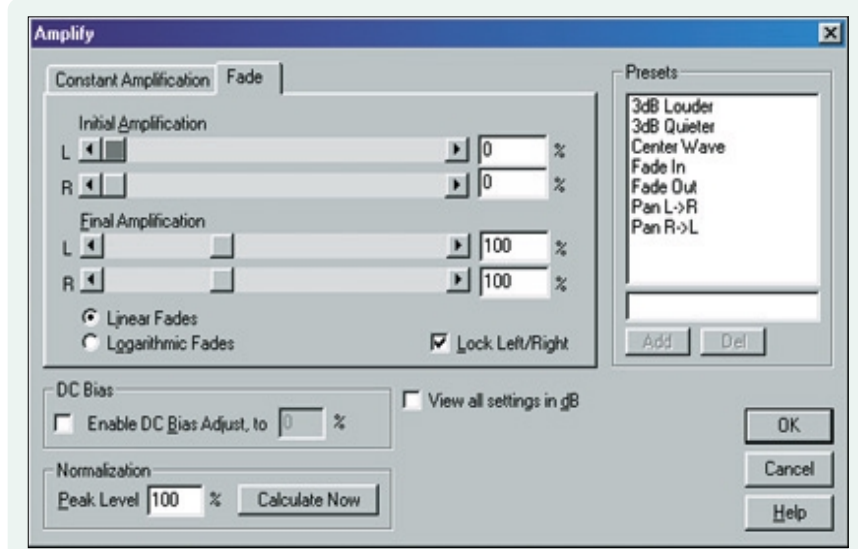 Amplify
Constant Amplification
Fade
Initial Amplification
L
0 %
R
0 %
Final Amplification
L
100 %
R
100 %
Linear Fades
Logarithmic Fades
Lock Left/Right
Presets
3dB Louder
3dB Quieter
Center Wave
Fade In
Fade Out
Pan L->R
Pan R->L
Add
Del
DC Bias
Enable DC Bias Adjust, to 0 %
View all settings in dB
Normalization
Peak Level 100 %
Calculate Now
OK
Cancel
Help